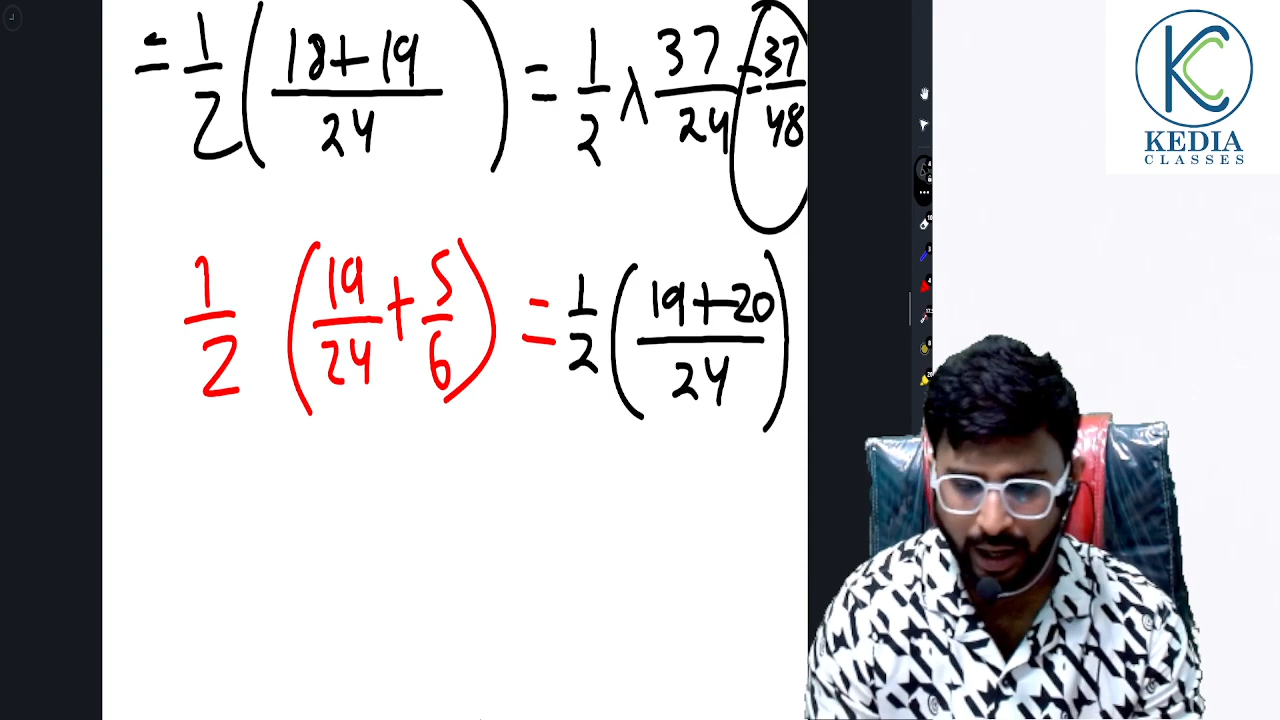 = 1/2 ( (18+19)/24 ) = 1/2 × 37/24 = 37/48
1/2 ( 19/24 + 5/6 ) = 1/2 ( (19+20)/24 )
KC
KEDIA
CLASSES